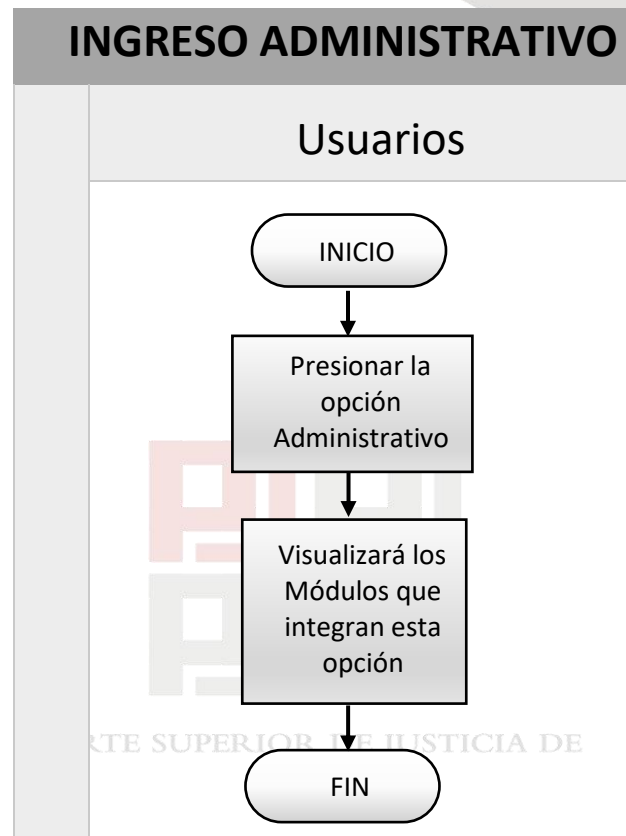 INGRESO ADMINISTRATIVO
Usuarios
INICIO
Presionar la
opción
Administrativo
Visualizará los
Módulos que
integran esta
opción
RTE SUPERIOR DE JUSTICIA DE
FIN